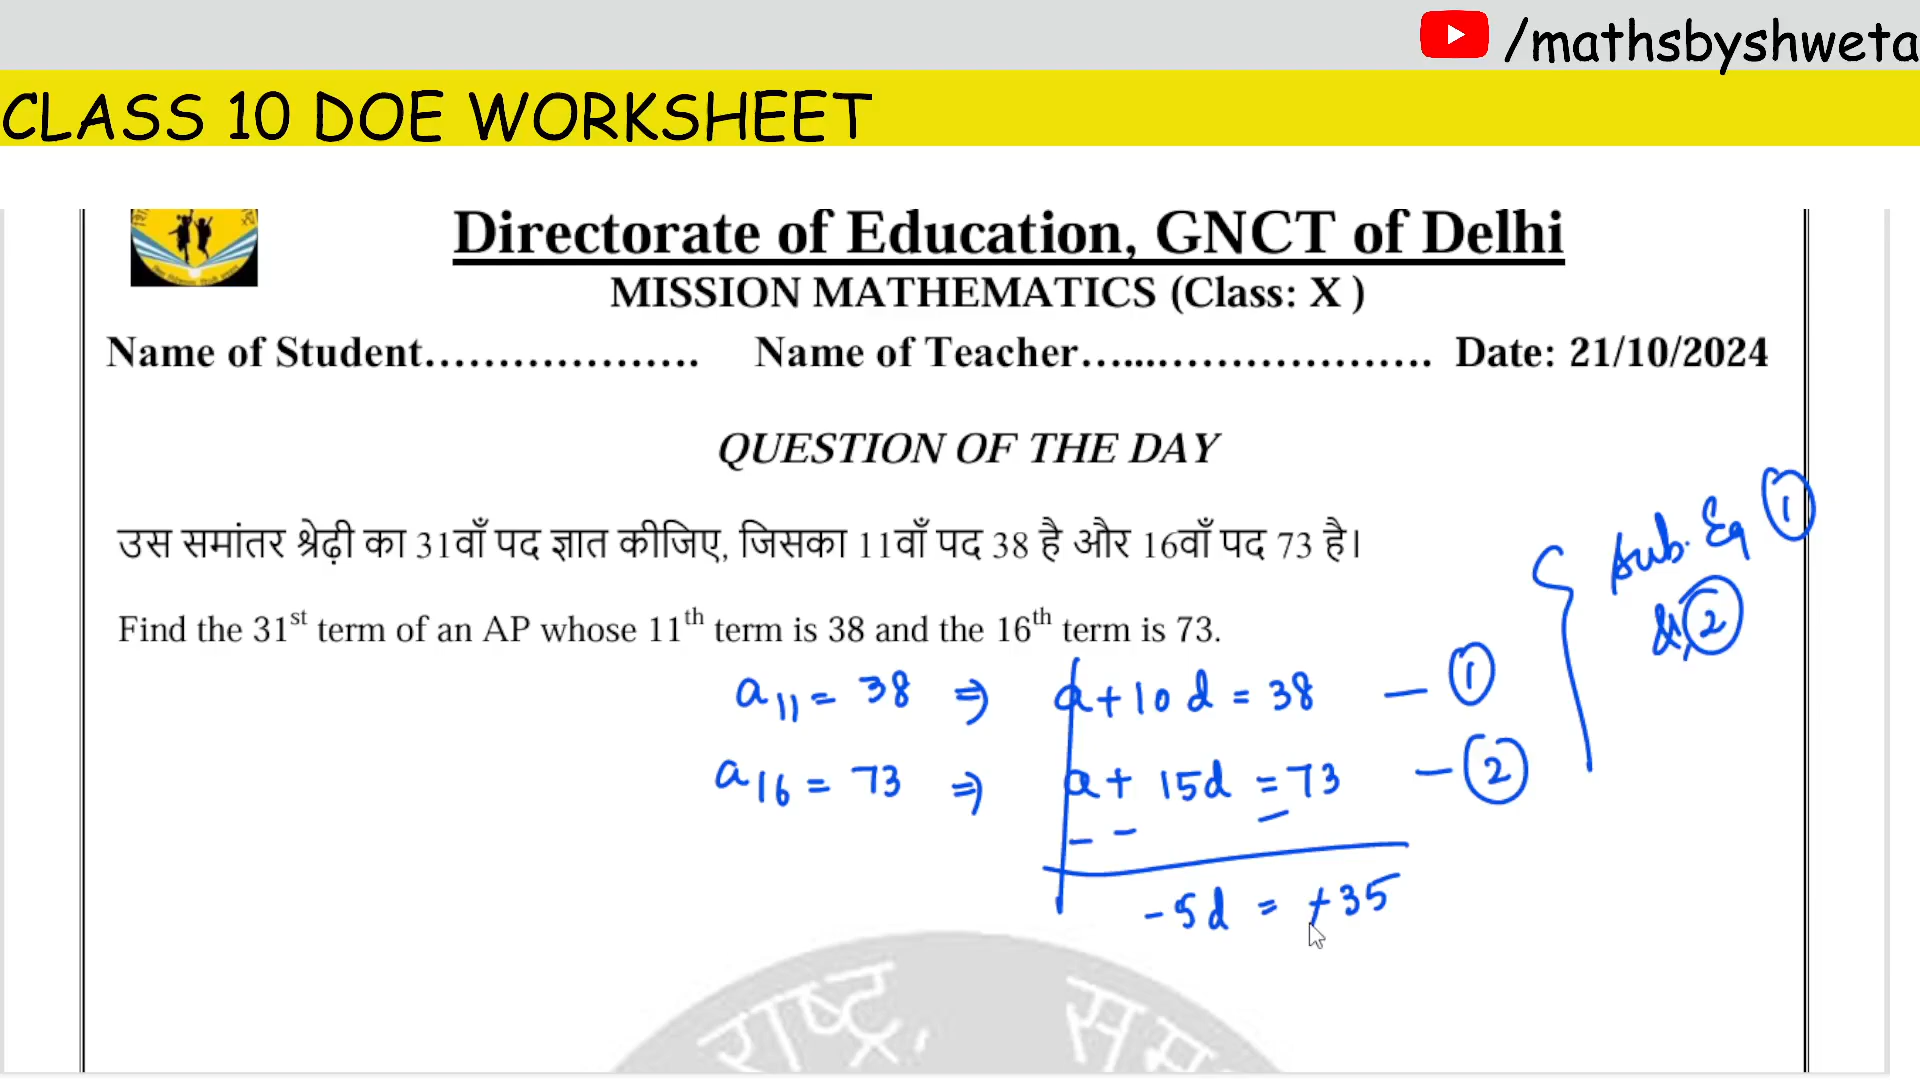 /mathsbyshweta
CLASS 10 DOE WORKSHEET
Directorate of Education, GNCT of Delhi
MISSION MATHEMATICS (Class: X )
Name of Student………………. Name of Teacher…...………………. Date: 21/10/2024
QUESTION OF THE DAY
उस समांतर श्रेढ़ी का 31वाँ पद ज्ञात कीजिए, जिसका 11वाँ पद 38 है और 16वाँ पद 73 है।
Sub. Eq ①
& ②
Find the 31st term of an AP whose 11th term is 38 and the 16th term is 73.
a11 = 38 ⇒ a + 10d = 38 — ①
a16 = 73 ⇒ a + 15d = 73 — ②
- - -
-5d = +35
राष्ट्र, सम